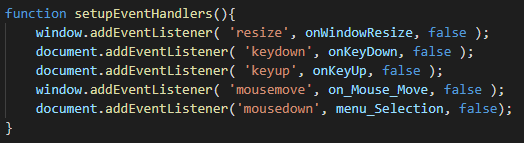 function setupEventHandlers(){
    window.addEventListener( 'resize', onWindowResize, false );
    document.addEventListener( 'keydown', onKeyDown, false );
    document.addEventListener( 'keyup', onKeyUp, false );
    window.addEventListener( 'mousemove', on_Mouse_Move, false );
    document.addEventListener('mousedown', menu_Selection, false);
}